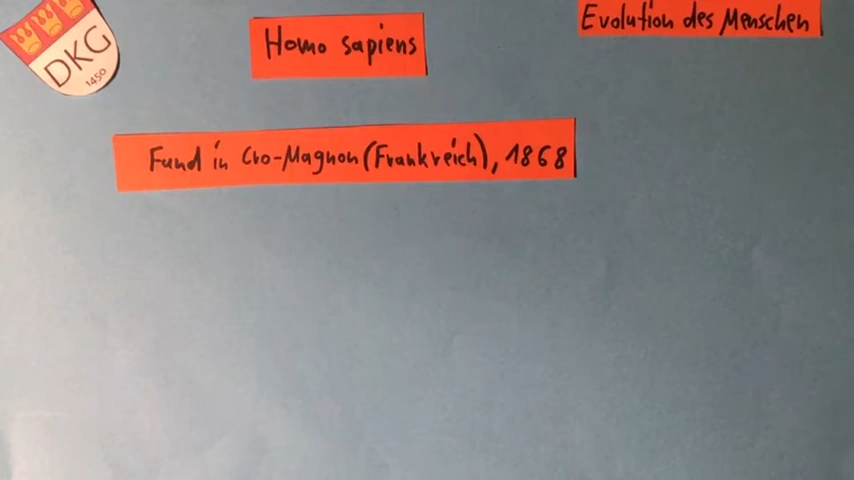 DKG
1450
Homo sapiens
Evolution des Menschen
Fund in Cro-Magnon (Frankreich), 1868